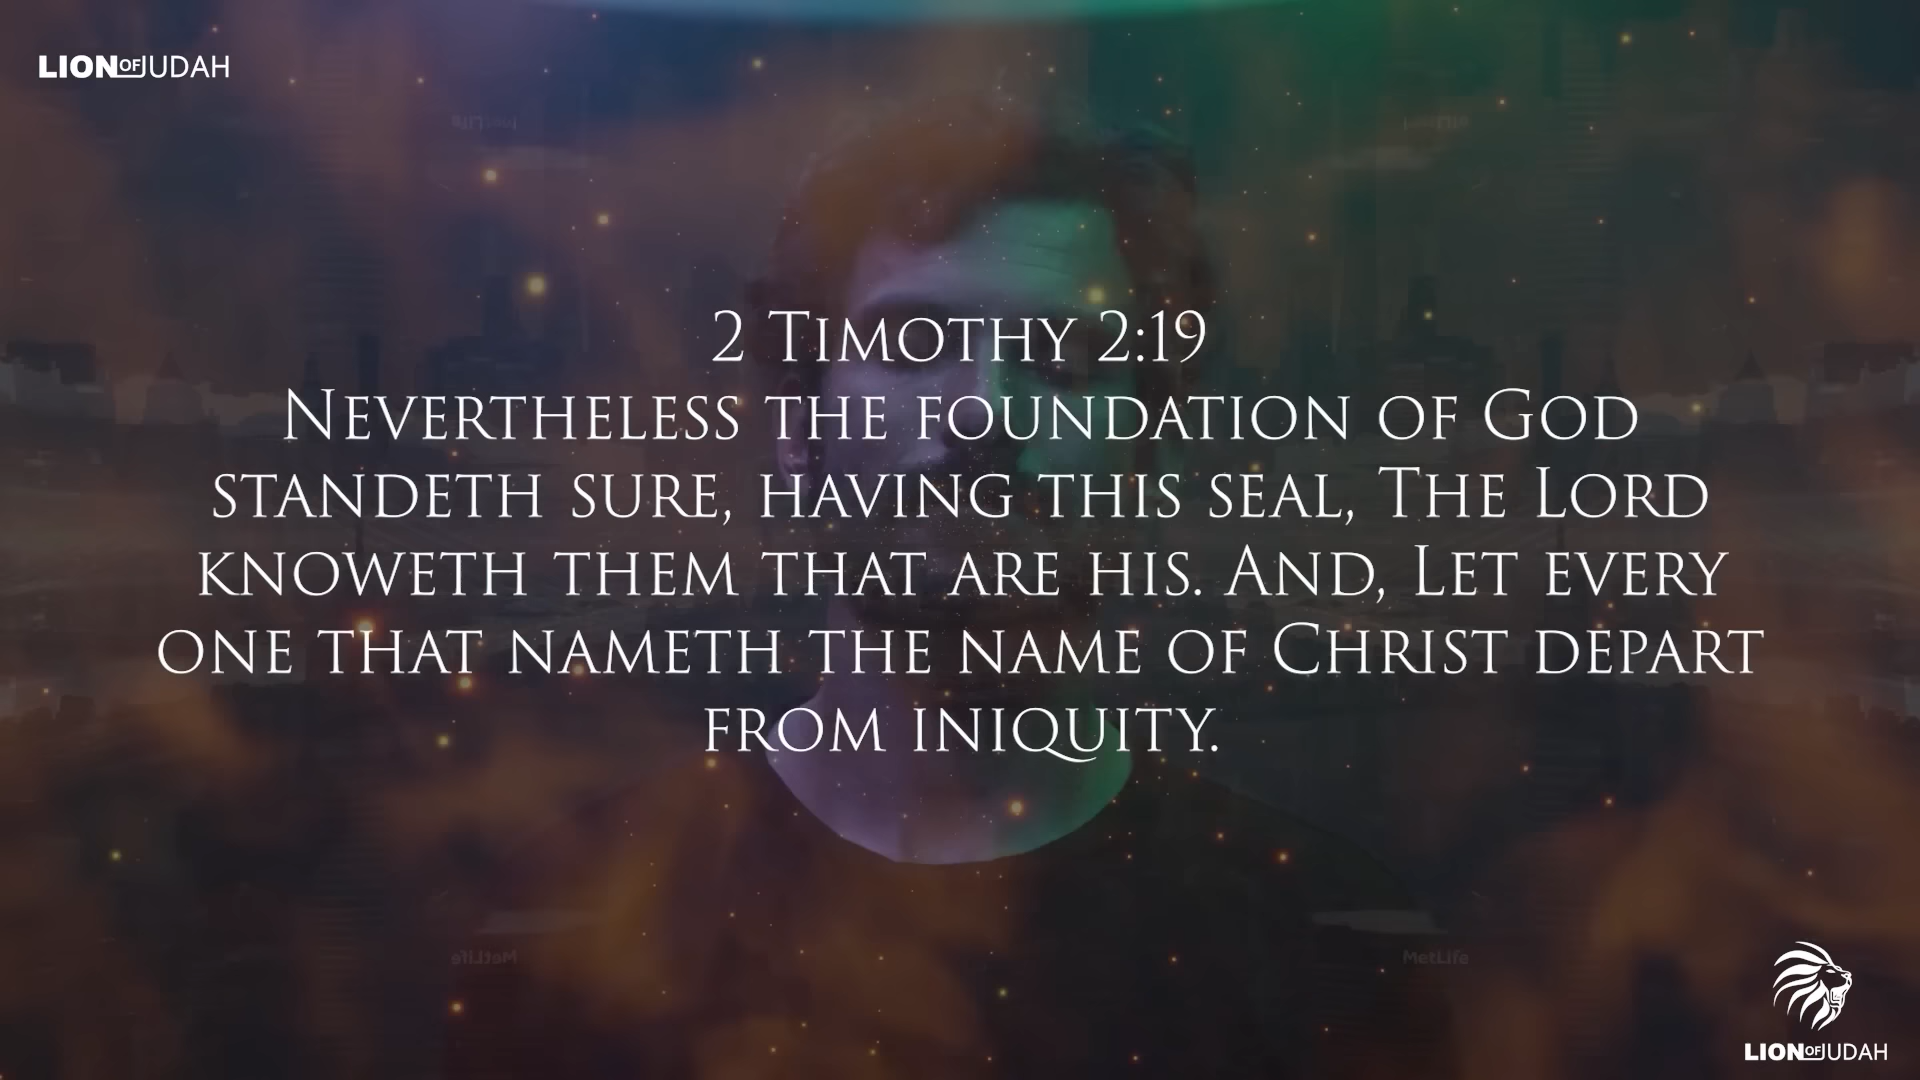 LION OF JUDAH
2 Timothy 2:19
Nevertheless the foundation of God
standeth sure, having this seal, The Lord
knoweth them that are his. And, Let every
one that nameth the name of Christ depart
from iniquity.
MetLife
MetLife
LION OF JUDAH